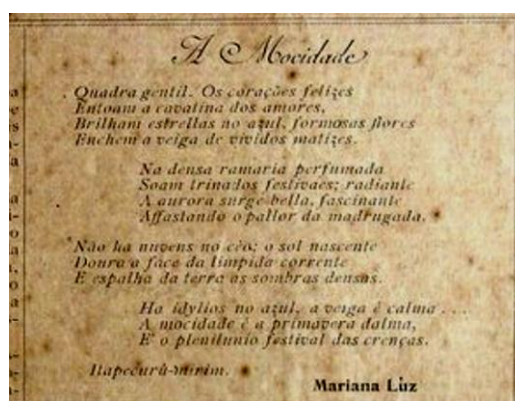 A Mocidade
Quadra gentil. Os corações felizes
Entoam a cavatina dos amores,
Brilham estrellas no azul, formosas flores
Enchem a veiga de vividos matizes.
Na densa ramaria perfumada
Soam trinados festivaes; radiante
A aurora surge bella, fascinante
Affastando o pallor da madrugada.
Não ha nuvens no céo; o sol nascente
Doura a face da limpida corrente
E espalha da terra as sombras densas.
Ha idylios no azul, a veiga é calma . . .
A mocidade é a primavera dalma,
E' o plenilunio festival das crenças.
Itapecurú-mirim.
Mariana Luz